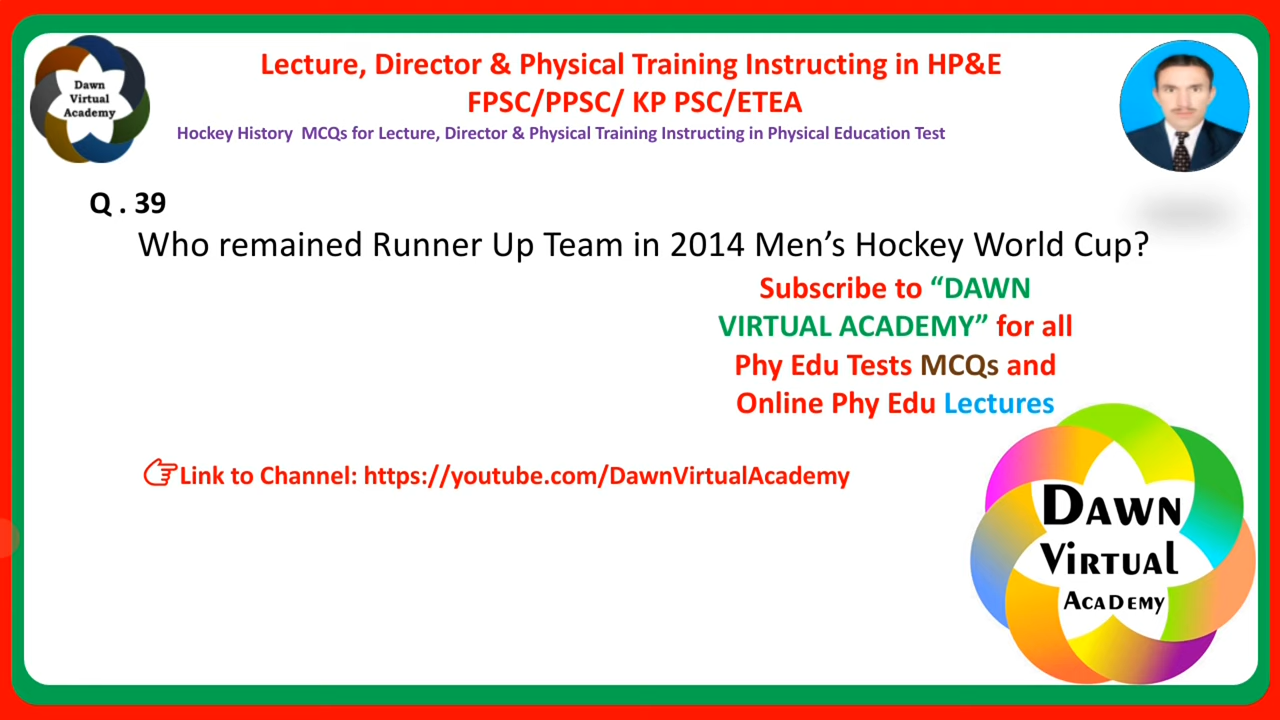 Dawn
Virtual
Academy
Lecture, Director & Physical Training Instructing in HP&E
FPSC/PPSC/ KP PSC/ETEA
Hockey History  MCQs for Lecture, Director & Physical Training Instructing in Physical Education Test
Q . 39
Who remained Runner Up Team in 2014 Men’s Hockey World Cup?
Subscribe to “DAWN
VIRTUAL ACADEMY” for all
Phy Edu Tests MCQs and
Online Phy Edu Lectures
Link to Channel: https://youtube.com/DawnVirtualAcademy
DAWN
VIRTUAL
ACADEMY